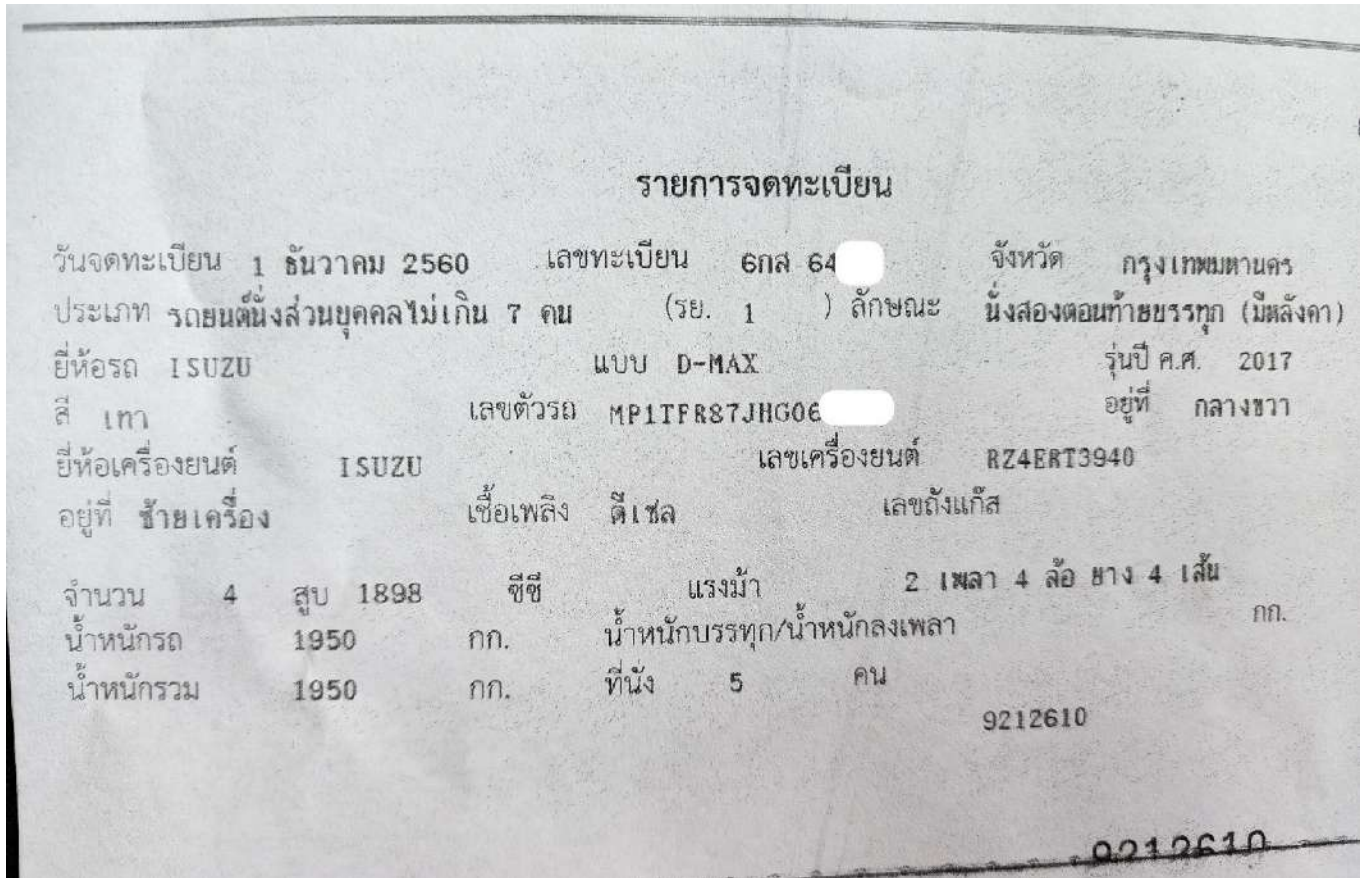 รายการจดทะเบียน
วันจดทะเบียน 1 ธันวาคม 2560 เลขทะเบียน 6กส 64 จังหวัด กรุงเทพมหานคร
ประเภท รถยนต์นั่งส่วนบุคคลไม่เกิน 7 คน (รย. 1 ) ลักษณะ นั่งสองตอนท้ายบรรทุก (มีหลังคา)
ยี่ห้อรถ ISUZU แบบ D-MAX รุ่นปี ค.ศ. 2017
สี เทา เลขตัวรถ MP1TFR87JHG06 อยู่ที่ กลางขวา
ยี่ห้อเครื่องยนต์ ISUZU เลขเครื่องยนต์ RZ4ERT3940
อยู่ที่ ซ้ายเครื่อง เชื้อเพลิง ดีเซล เลขถังแก๊ส
จำนวน 4 สูบ 1898 ซีซี แรงม้า 2 เพลา 4 ล้อ ยาง 4 เส้น
น้ำหนักรถ 1950 กก. น้ำหนักบรรทุก/น้ำหนักลงเพลา กก.
น้ำหนักรวม 1950 กก. ที่นั่ง 5 คน
9212610
9212610